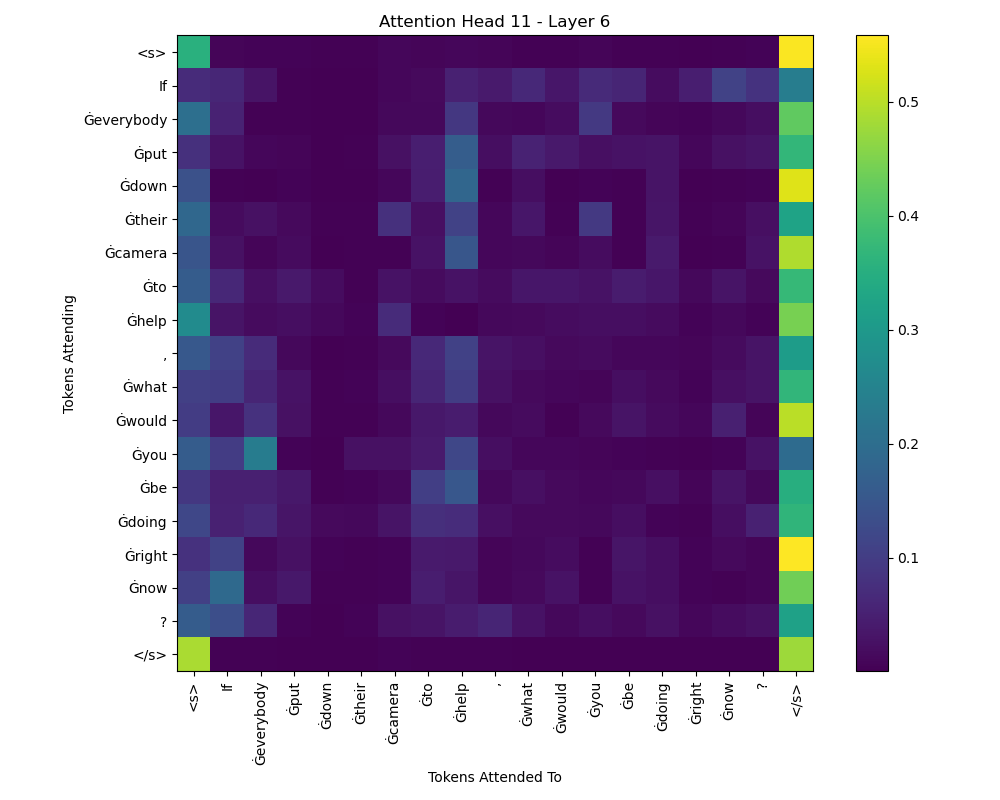 Attention Head 11 - Layer 6
Tokens Attending
<s>
If
Ġeverybody
Ġput
Ġdown
Ġtheir
Ġcamera
Ġto
Ġhelp
,
Ġwhat
Ġwould
Ġyou
Ġbe
Ġdoing
Ġright
Ġnow
?
</s>
<s>
If
Ġeverybody
Ġput
Ġdown
Ġtheir
Ġcamera
Ġto
Ġhelp
,
Ġwhat
Ġwould
Ġyou
Ġbe
Ġdoing
Ġright
Ġnow
?
</s>
Tokens Attended To
0.5
0.4
0.3
0.2
0.1